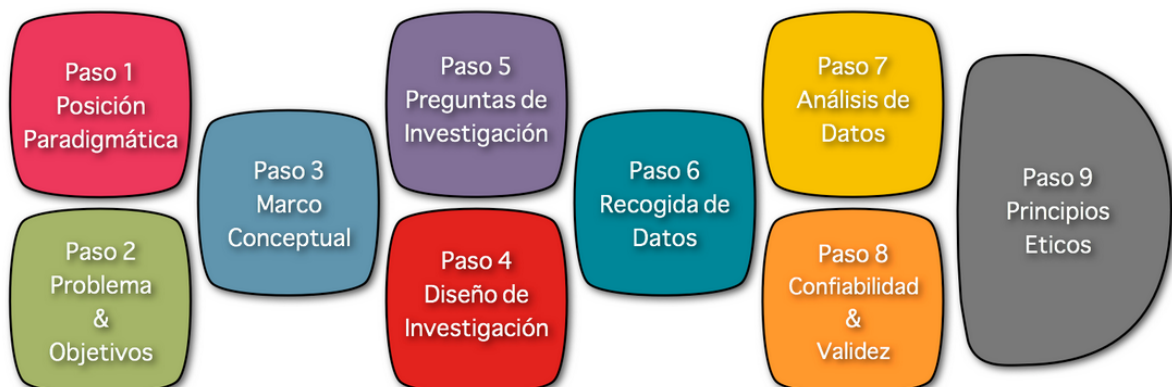 Paso 1
Posición
Paradigmática
Paso 2
Problema
&
Objetivos
Paso 3
Marco
Conceptual
Paso 5
Preguntas de
Investigación
Paso 4
Diseño de
Investigación
Paso 6
Recogida de
Datos
Paso 7
Análisis de
Datos
Paso 8
Confiabilidad
&
Validez
Paso 9
Principios
Eticos